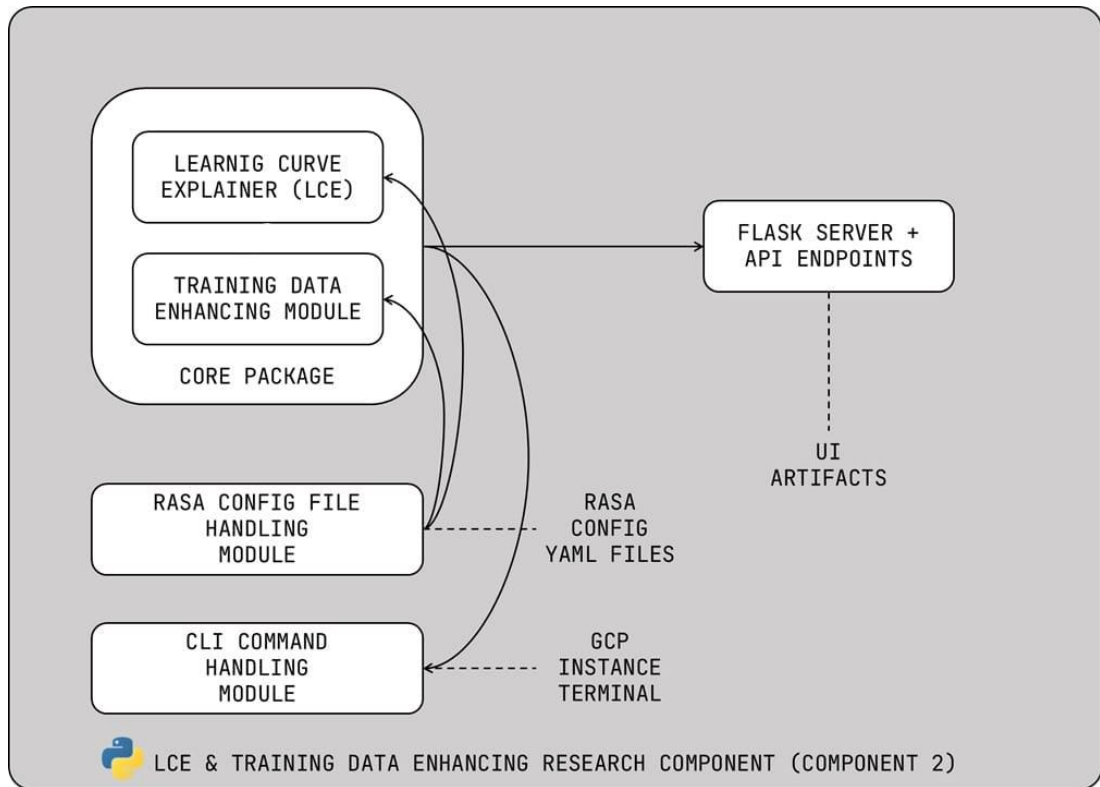 LEARNIG CURVE
EXPLAINER (LCE)
TRAINING DATA
ENHANCING MODULE
CORE PACKAGE
FLASK SERVER +
API ENDPOINTS
UI
ARTIFACTS
RASA CONFIG FILE
HANDLING
MODULE
RASA
CONFIG
YAML FILES
CLI COMMAND
HANDLING
MODULE
GCP
INSTANCE
TERMINAL
LCE & TRAINING DATA ENHANCING RESEARCH COMPONENT (COMPONENT 2)